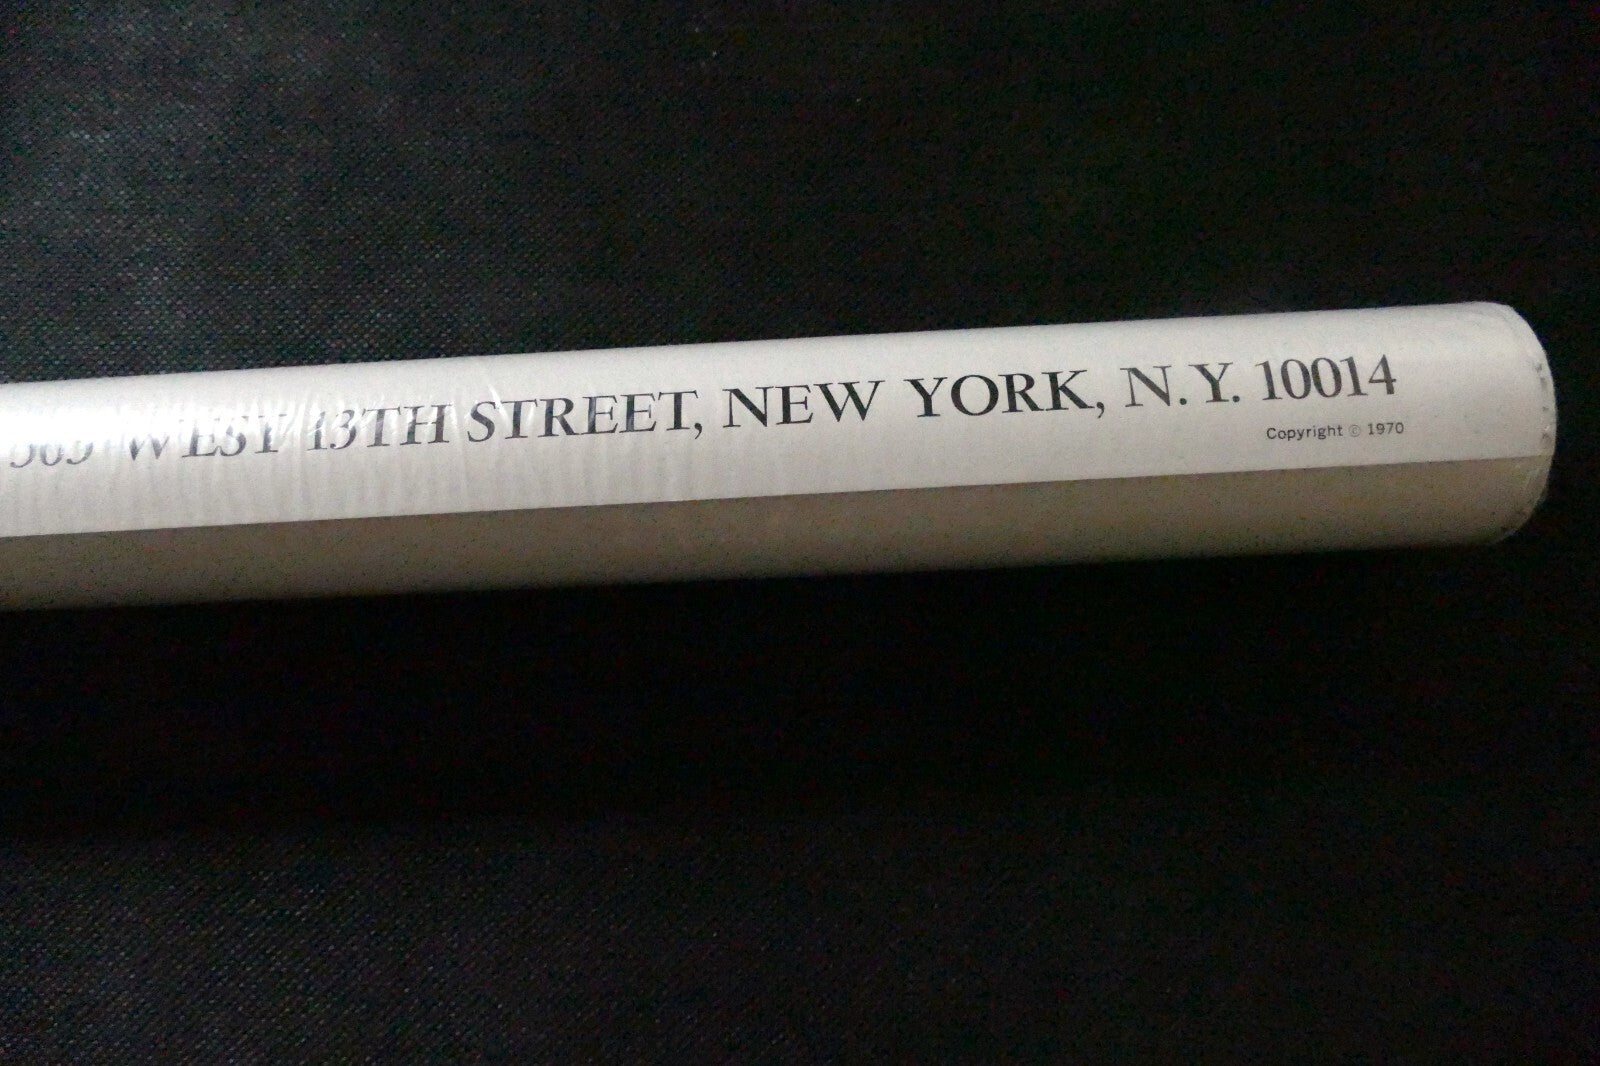 WEST 13TH STREET, NEW YORK, N.Y. 10014
Copyright © 1970